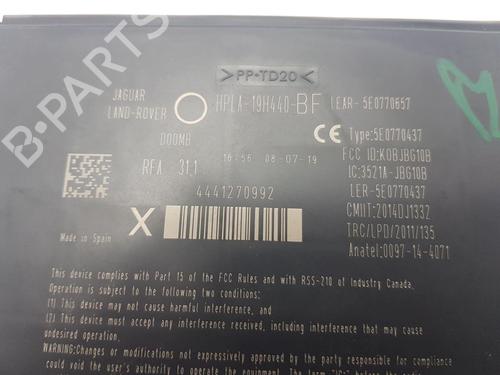 >PP-TD20<
JAGUAR
LAND-ROVER
HPLA-19H440-BF
LEAR-5E0770657
D00MB
CE Type:5E0770437
RFA 31.1
16:56 08-07-19
FCC ID:KOBJBG10B
IC:3521A-JBG10B
4441270992
LER-5E0770437
CMIIT:2014DJ1332
X
TRC/LPD/2011/135
Made in Spain
Anatel:0097-14-4071
This device complies with Part 15 of the FCC Rules and with RSS-210 of Industry Canada.
Operation is subject to the following two conditions:
(1) This device may not cause harmful interference, and
(2) This device must accept any interference received, including interference that may cause
undesired operation.
WARNING:Changes or modifications not expressively approved by the party responsible for compliance
could void the user's authority to operate the equipment. The term "IC:" before the